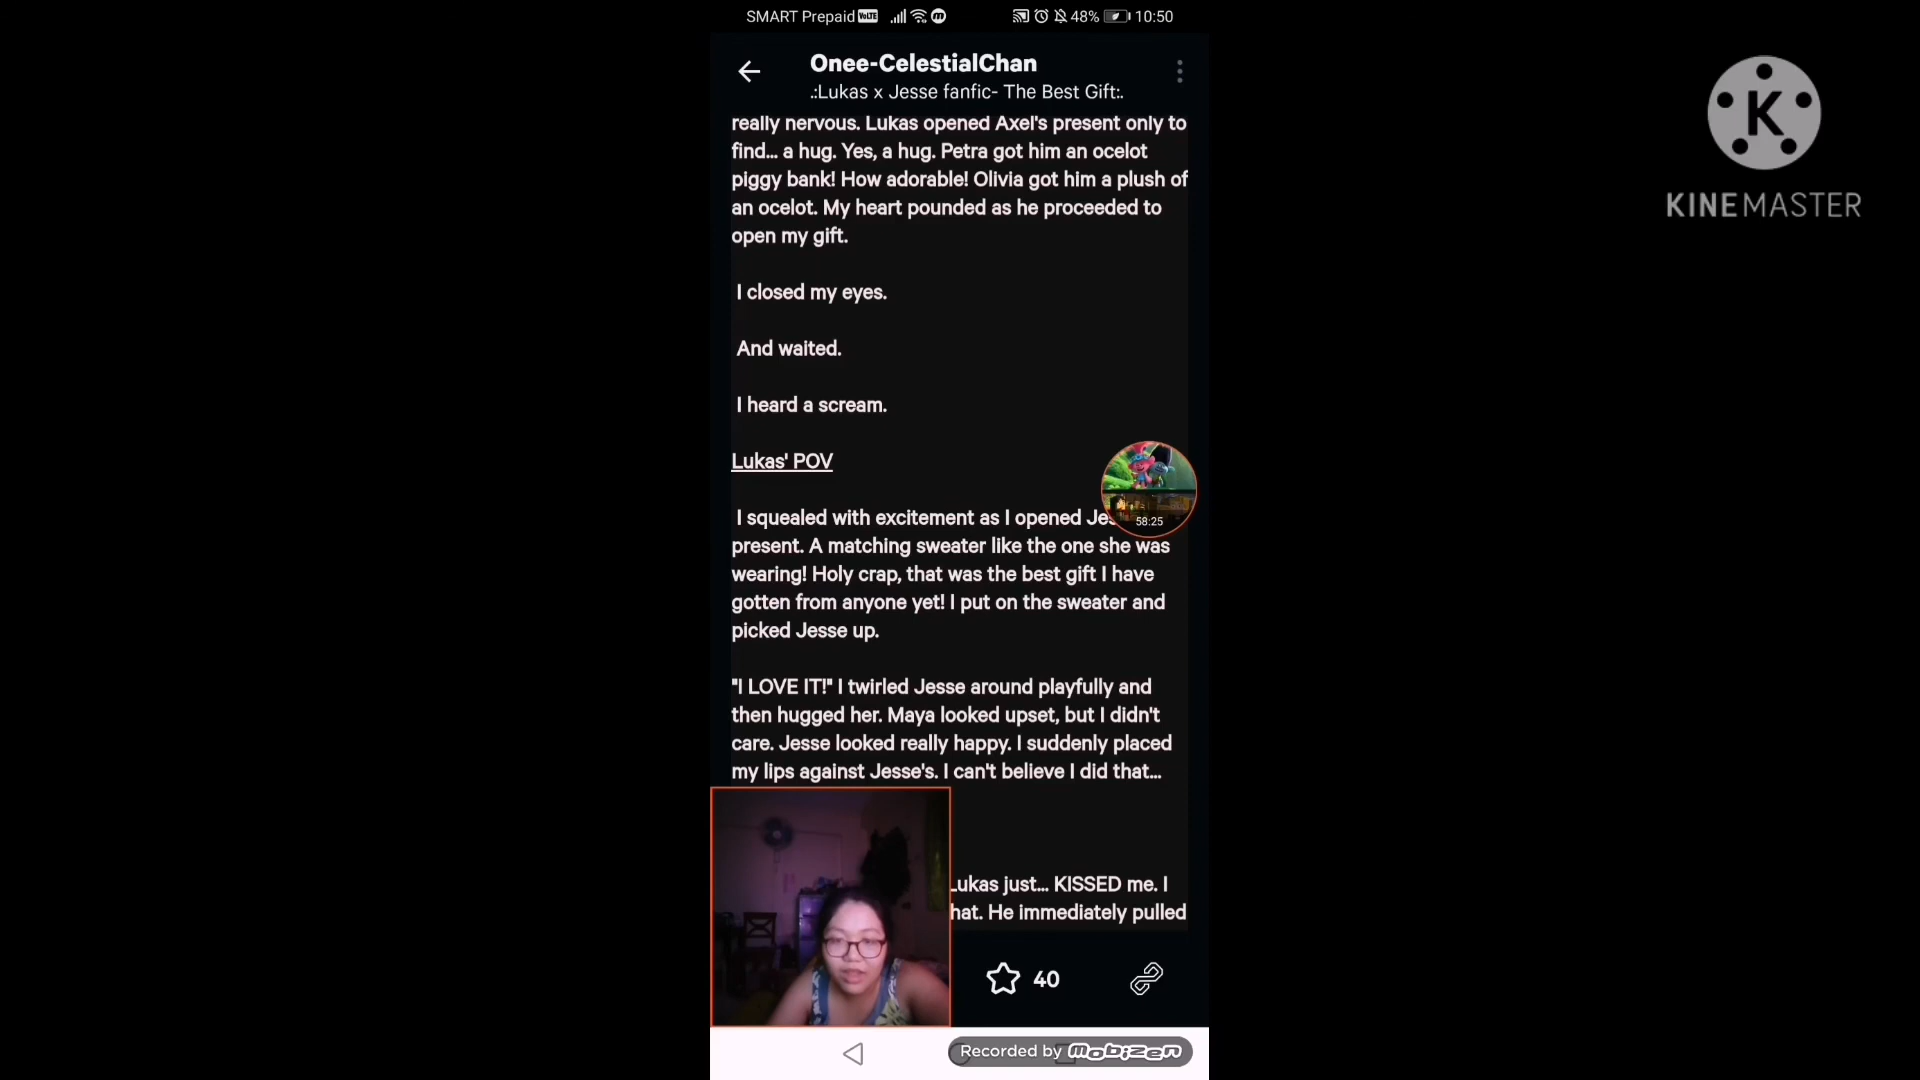 SMART Prepaid VoLTE 48% 10:50
Onee-CelestialChan
.:Lukas x Jesse fanfic- The Best Gift:.
K
KINEMASTER
really nervous. Lukas opened Axel's present only to
find... a hug. Yes, a hug. Petra got him an ocelot
piggy bank! How adorable! Olivia got him a plush of
an ocelot. My heart pounded as he proceeded to
open my gift.
I closed my eyes.
And waited.
I heard a scream.
Lukas' POV
I squealed with excitement as I opened
58:25
present. A matching sweater like the one she was
wearing! Holy crap, that was the best gift I have
gotten from anyone yet! I put on the sweater and
picked Jesse up.
"I LOVE IT!" I twirled Jesse around playfully and
then hugged her. Maya looked upset, but I didn't
care. Jesse looked really happy. I suddenly placed
my lips against Jesse's. I can't believe I did that...
Lukas just... KISSED me. I
hat. He immediately pulled
40
Recorded by mobizen